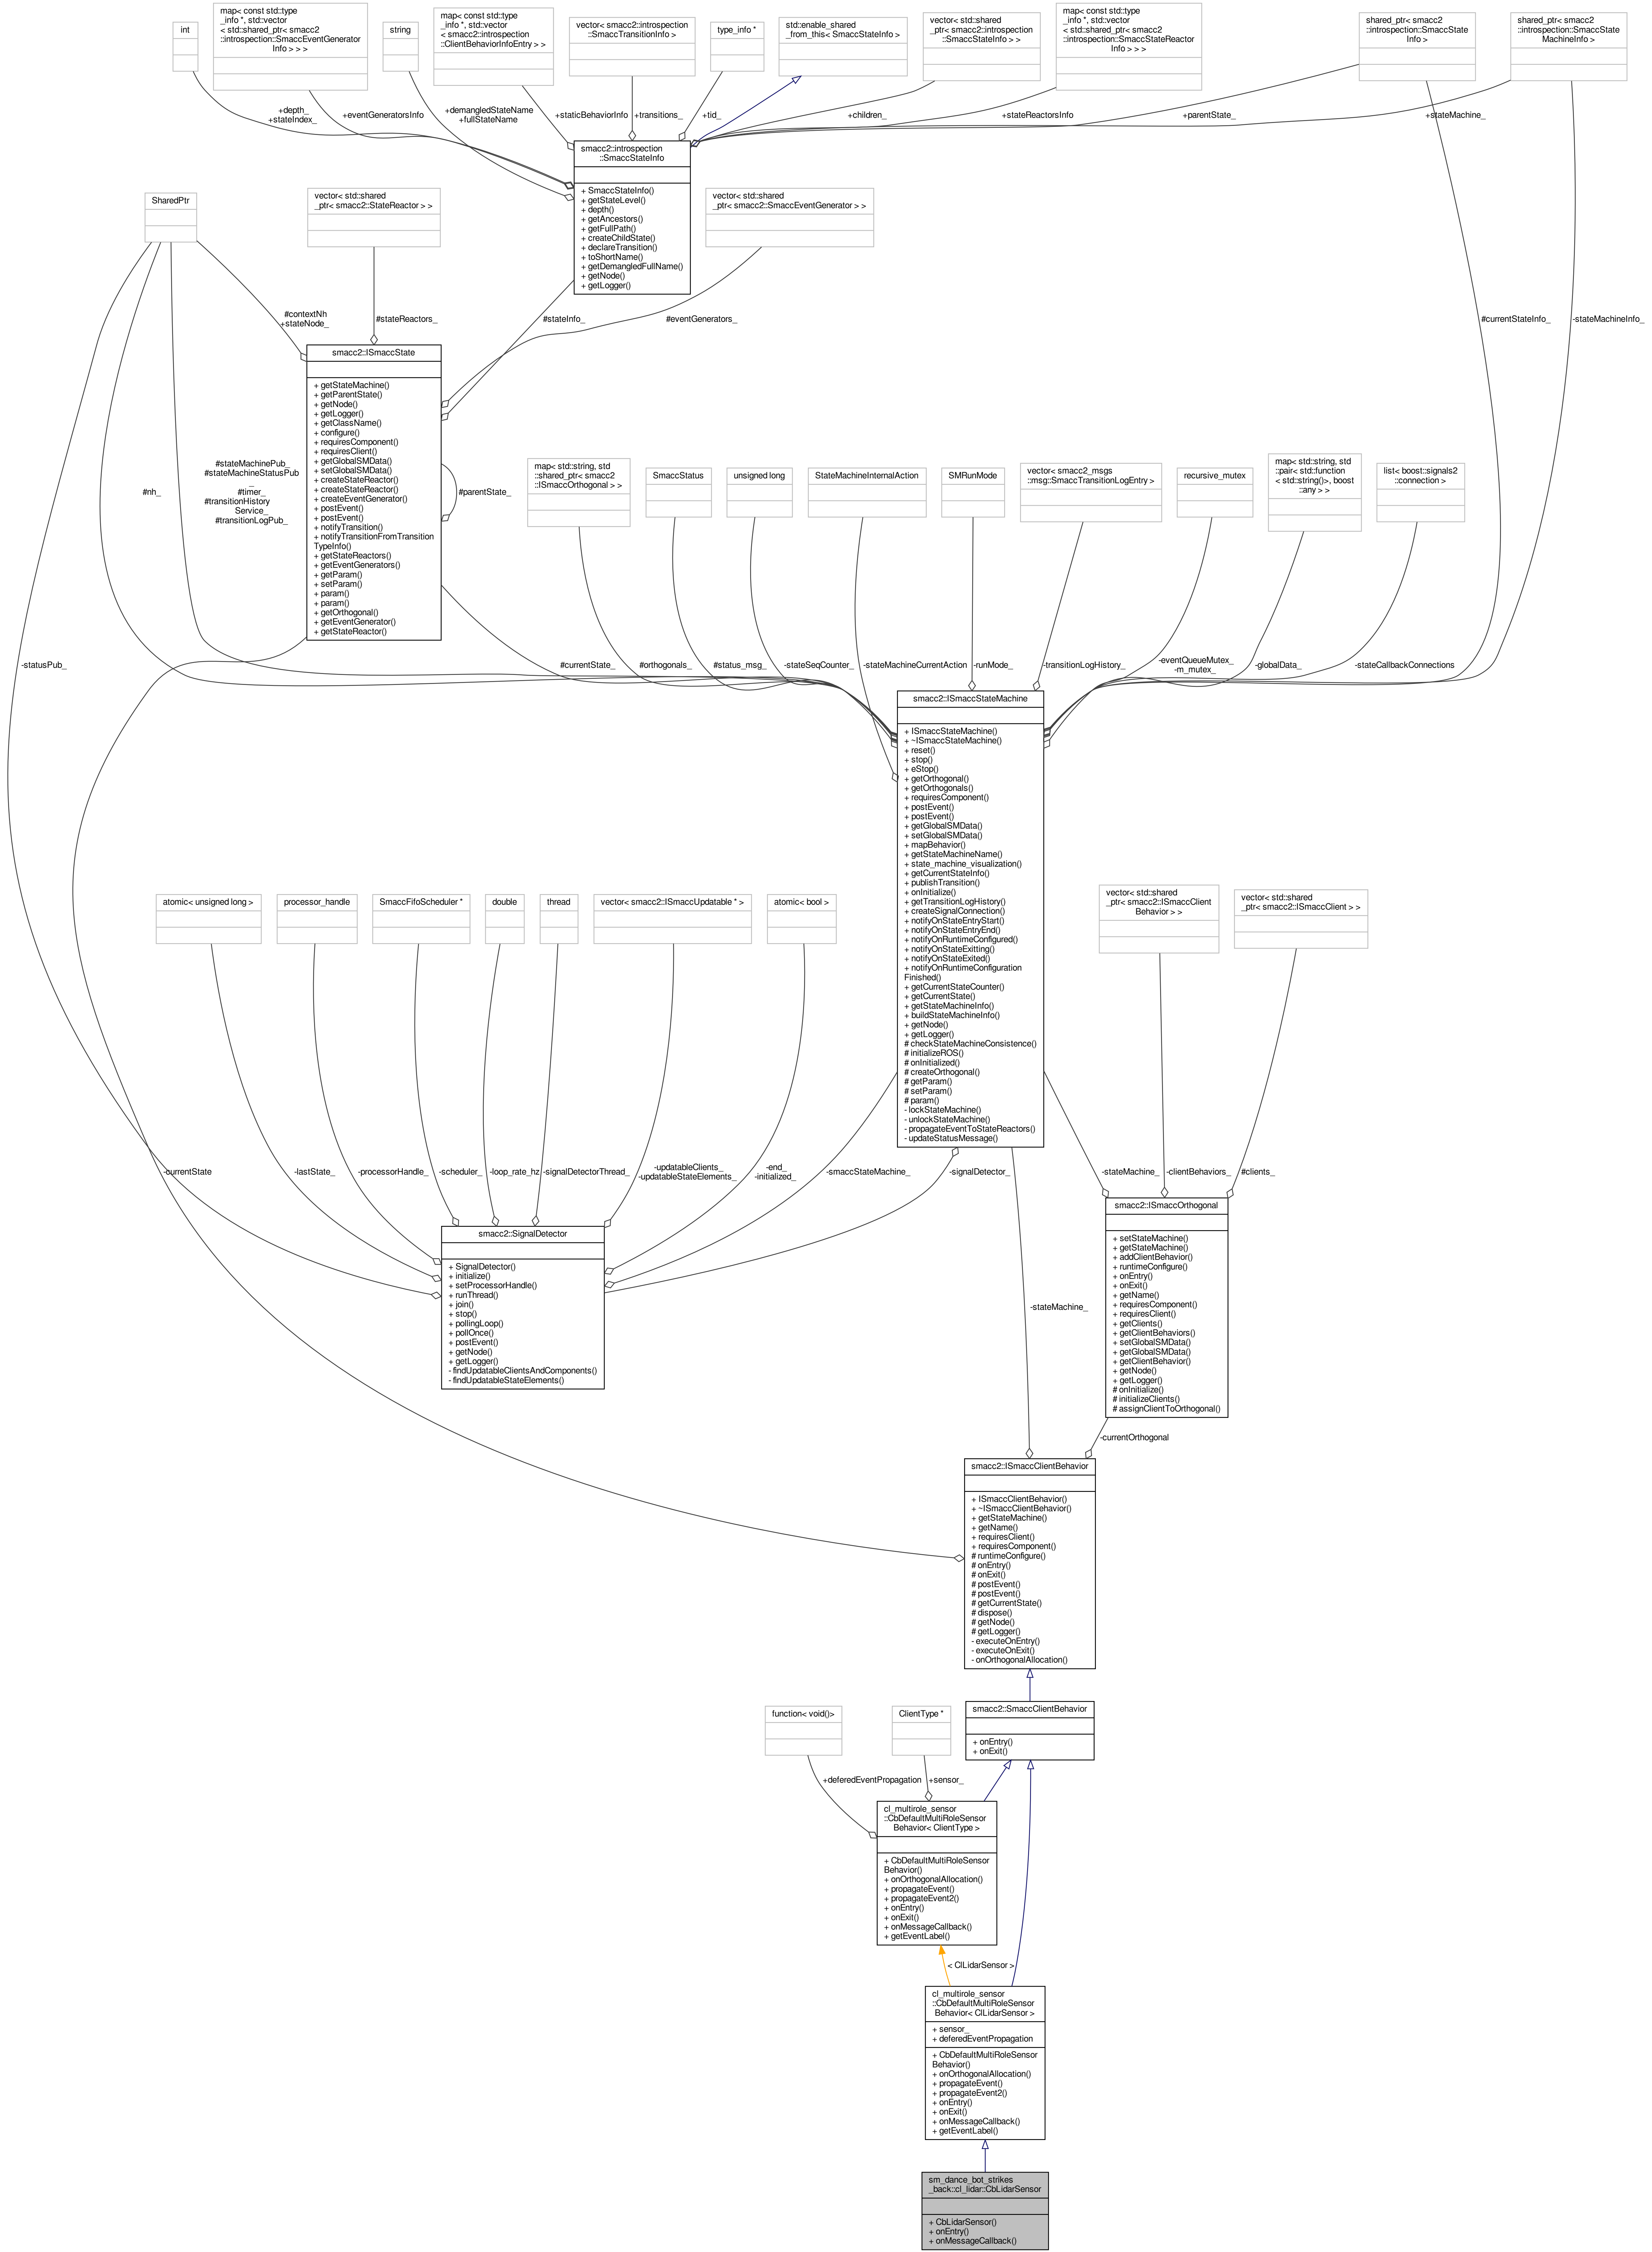 int
map< const std::type
_info *, std::vector
< std::shared_ptr< smacc2
::introspection::SmaccEventGenerator
Info > > >
string
map< const std::type
_info *, std::vector
< smacc2::introspection
::ClientBehaviorInfoEntry > >
vector< smacc2::introspection
::SmaccTransitionInfo >
type_info *
std::enable_shared
_from_this< SmaccStateInfo >
vector< std::shared
_ptr< smacc2::introspection
::SmaccStateInfo > >
map< const std::type
_info *, std::vector
< std::shared_ptr< smacc2
::introspection::SmaccStateReactor
Info > > >
shared_ptr< smacc2
::introspection::SmaccState
Info >
shared_ptr< smacc2
::introspection::SmaccState
MachineInfo >
+depth_
+stateIndex_
+eventGeneratorsInfo
+demangledStateName
+fullStateName
+staticBehaviorInfo
+transitions_
+tid_
+children_
+stateReactorsInfo
+parentState_
+stateMachine_
smacc2::introspection
::SmaccStateInfo
+ SmaccStateInfo()
+ getStateLevel()
+ depth()
+ getAncestors()
+ getFullPath()
+ createChildState()
+ declareTransition()
+ toShortName()
+ getDemangledFullName()
+ getNode()
+ getLogger()
SharedPtr
vector< std::shared
_ptr< smacc2::StateReactor > >
vector< std::shared
_ptr< smacc2::SmaccEventGenerator > >
#contextNh
+stateNode_
#stateReactors_
#stateInfo_
#eventGenerators_
#currentStateInfo_
-stateMachineInfo_
smacc2::ISmaccState
+ getStateMachine()
+ getParentState()
+ getNode()
+ getLogger()
+ getClassName()
+ configure()
+ requiresComponent()
+ requiresClient()
+ getGlobalSMData()
+ setGlobalSMData()
+ createStateReactor()
+ createStateReactor()
+ createEventGenerator()
+ postEvent()
+ postEvent()
+ notifyTransition()
+ notifyTransitionFromTransition
TypeInfo()
+ getStateReactors()
+ getEventGenerators()
+ getParam()
+ setParam()
+ param()
+ param()
+ getOrthogonal()
+ getEventGenerator()
+ getStateReactor()
#parentState_
#nh_
#stateMachinePub_
#stateMachineStatusPub
_
#timer_
#transitionHistory
Service_
#transitionLogPub_
map< std::string, std
::shared_ptr< smacc2
::ISmaccOrthogonal > >
SmaccStatus
unsigned long
StateMachineInternalAction
SMRunMode
vector< smacc2_msgs
::msg::SmaccTransitionLogEntry >
recursive_mutex
map< std::string, std
::pair< std::function
< std::string()>, boost
::any > >
list< boost::signals2
::connection >
-statusPub_
#currentState_
#orthogonals_
#status_msg_
-stateSeqCounter_
-stateMachineCurrentAction
-runMode_
-transitionLogHistory_
-eventQueueMutex_
-m_mutex_
-globalData_
-stateCallbackConnections
smacc2::ISmaccStateMachine
+ ISmaccStateMachine()
+ ~ISmaccStateMachine()
+ reset()
+ stop()
+ eStop()
+ getOrthogonal()
+ getOrthogonals()
+ requiresComponent()
+ postEvent()
+ postEvent()
+ getGlobalSMData()
+ setGlobalSMData()
+ mapBehavior()
+ getStateMachineName()
+ state_machine_visualization()
+ getCurrentStateInfo()
+ publishTransition()
+ onInitialize()
+ getTransitionLogHistory()
+ createSignalConnection()
+ notifyOnStateEntryStart()
+ notifyOnStateEntryEnd()
+ notifyOnRuntimeConfigured()
+ notifyOnStateExitting()
+ notifyOnStateExited()
+ notifyOnRuntimeConfiguration
Finished()
+ getCurrentStateCounter()
+ getCurrentState()
+ getStateMachineInfo()
+ buildStateMachineInfo()
+ getNode()
+ getLogger()
# checkStateMachineConsistence()
# initializeROS()
# onInitialized()
# createOrthogonal()
# getParam()
# setParam()
# param()
- lockStateMachine()
- unlockStateMachine()
- propagateEventToStateReactors()
- updateStatusMessage()
atomic< unsigned long >
processor_handle
SmaccFifoScheduler *
double
thread
vector< smacc2::ISmaccUpdatable * >
atomic< bool >
vector< std::shared
_ptr< smacc2::ISmaccClient
Behavior > >
vector< std::shared
_ptr< smacc2::ISmaccClient > >
-currentState
-lastState_
-processorHandle_
-scheduler_
-loop_rate_hz
-signalDetectorThread_
-updatableClients_
-updatableStateElements_
-end_
-initialized_
-smaccStateMachine_
-signalDetector_
-stateMachine_
-clientBehaviors_
#clients_
smacc2::SignalDetector
+ SignalDetector()
+ initialize()
+ setProcessorHandle()
+ runThread()
+ join()
+ stop()
+ pollingLoop()
+ pollOnce()
+ postEvent()
+ getNode()
+ getLogger()
- findUpdatableClientsAndComponents()
- findUpdatableStateElements()
smacc2::ISmaccOrthogonal
+ setStateMachine()
+ getStateMachine()
+ addClientBehavior()
+ runtimeConfigure()
+ onEntry()
+ onExit()
+ getName()
+ requiresComponent()
+ requiresClient()
+ getClients()
+ getClientBehaviors()
+ setGlobalSMData()
+ getGlobalSMData()
+ getClientBehavior()
+ getNode()
+ getLogger()
# onInitialize()
# initializeClients()
# assignClientToOrthogonal()
-stateMachine_
-currentOrthogonal
smacc2::ISmaccClientBehavior
+ ISmaccClientBehavior()
+ ~ISmaccClientBehavior()
+ getStateMachine()
+ getName()
+ requiresClient()
+ requiresComponent()
# runtimeConfigure()
# onEntry()
# onExit()
# postEvent()
# postEvent()
# getCurrentState()
# dispose()
# getNode()
# getLogger()
- executeOnEntry()
- executeOnExit()
- onOrthogonalAllocation()
function< void()>
ClientType *
smacc2::SmaccClientBehavior
+ onEntry()
+ onExit()
+deferedEventPropagation
+sensor_
cl_multirole_sensor
::CbDefaultMultiRoleSensor
Behavior< ClientType >
+ CbDefaultMultiRoleSensor
Behavior()
+ onOrthogonalAllocation()
+ propagateEvent()
+ propagateEvent2()
+ onEntry()
+ onExit()
+ onMessageCallback()
+ getEventLabel()
< ClLidarSensor >
cl_multirole_sensor
::CbDefaultMultiRoleSensor
Behavior< ClLidarSensor >
+ sensor_
+ deferedEventPropagation
+ CbDefaultMultiRoleSensor
Behavior()
+ onOrthogonalAllocation()
+ propagateEvent()
+ propagateEvent2()
+ onEntry()
+ onExit()
+ onMessageCallback()
+ getEventLabel()
sm_dance_bot_strikes
_back::cl_lidar::CbLidarSensor
+ CbLidarSensor()
+ onEntry()
+ onMessageCallback()